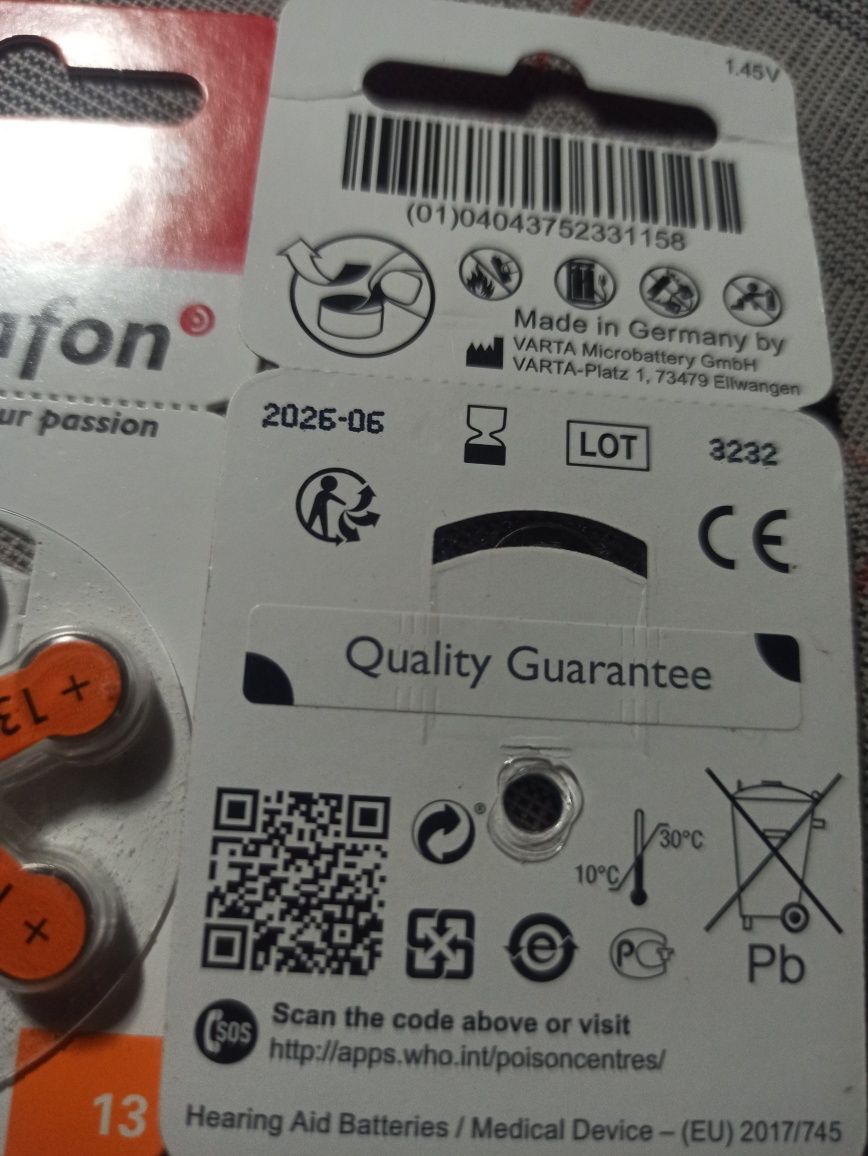 1.45V
(01)04043752331158
Made in Germany by
VARTA Microbattery GmbH
VARTA-Platz 1, 73479 Ellwangen
afon
ur passion
2026-06
LOT
3232
CE
Quality Guarantee
+ 13
30°C
10°C
+
e
PC
Pb
SOS
Scan the code above or visit
http://apps.who.int/poisoncentres/
13
Hearing Aid Batteries / Medical Device – (EU) 2017/745